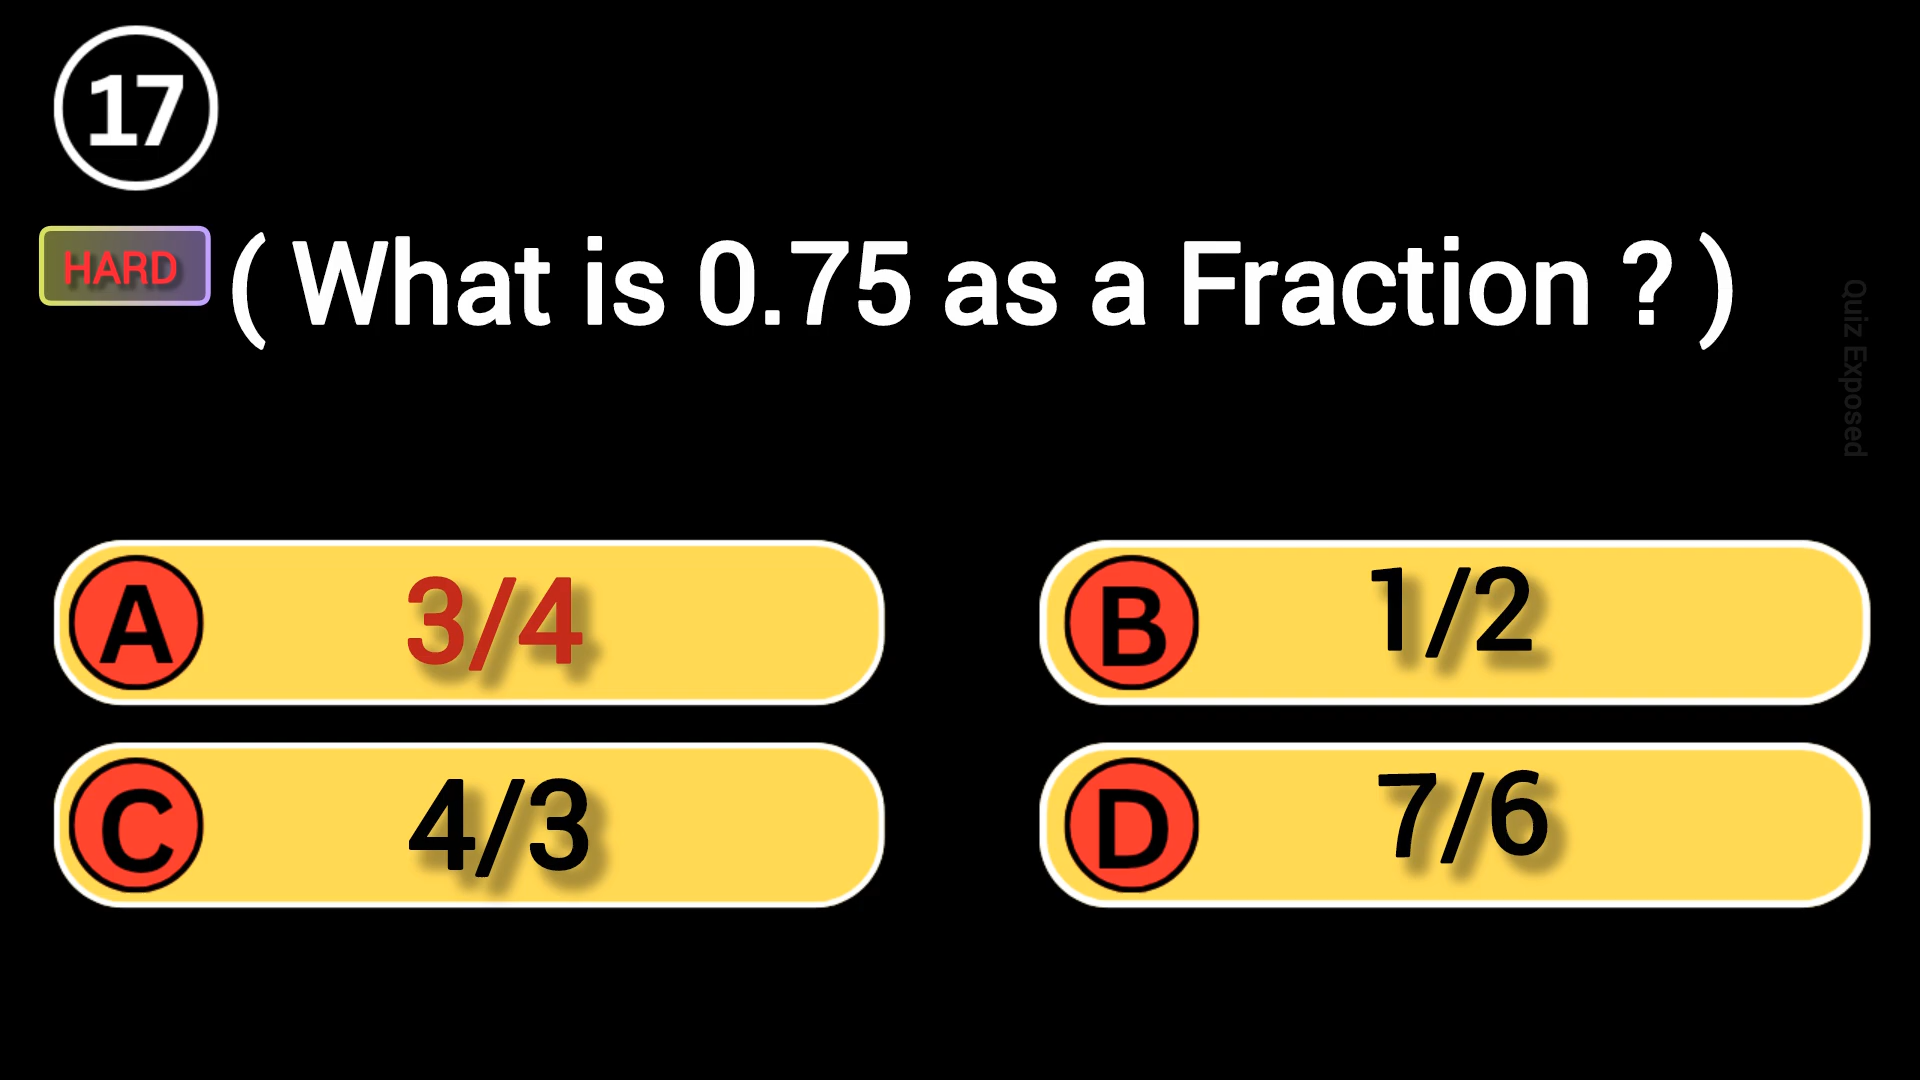 17
HARD
( What is 0.75 as a Fraction ? )
Quiz Exposed
A 3/4
B 1/2
C 4/3
D 7/6